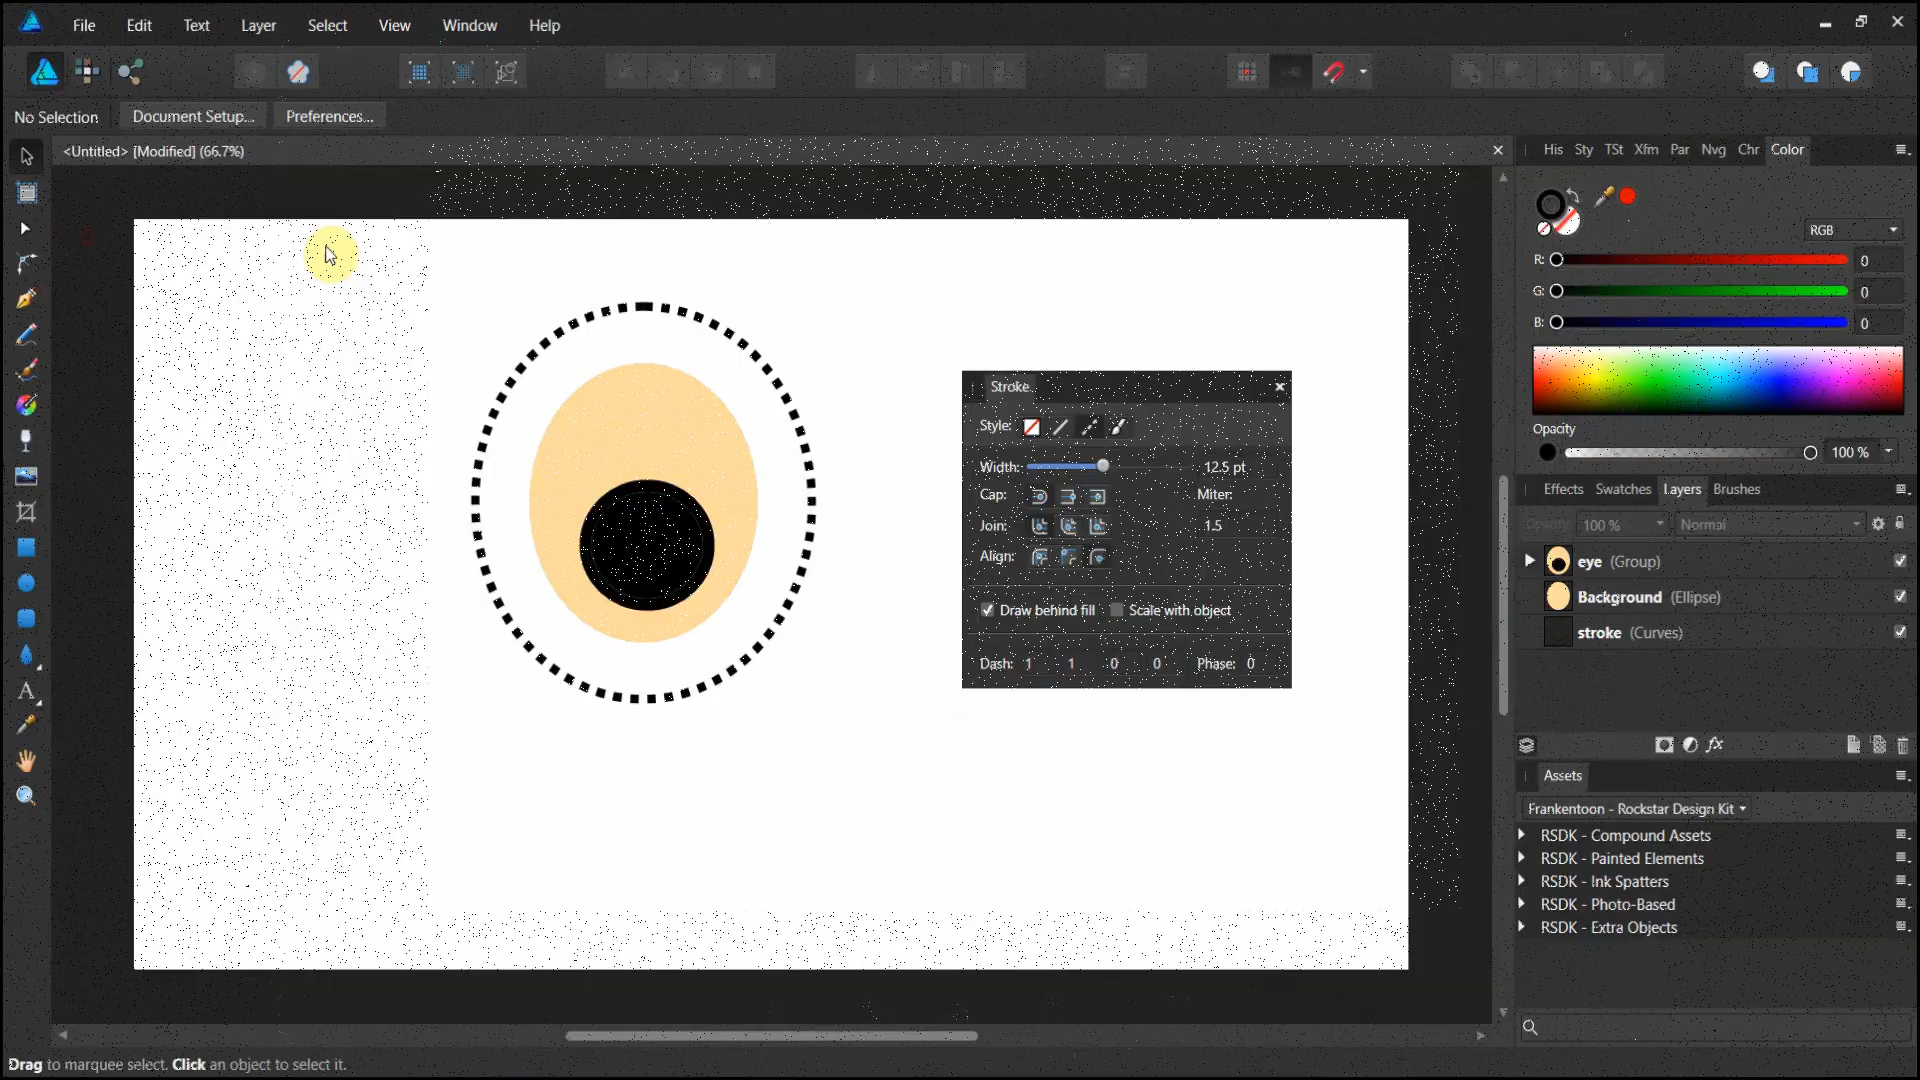 File Edit Text Layer Select View Window Help
No Selection Document Setup... Preferences...
<Untitled> [Modified] (66.7%)
His Sty TSt Xfm Par Nvg Chr Color
RGB
R: 0
G: 0
B: 0
Opacity
100 %
Stroke
Style:
Width: 12.5 pt
Cap: Miter:
Join: 1.5
Align:
Draw behind fill Scale with object
Dash: 1 1 0 0 Phase: 0
Effects Swatches Layers Brushes
Opacity: 100 % Normal
eye (Group)
Background (Ellipse)
stroke (Curves)
Assets
Frankentoon - Rockstar Design Kit
RSDK - Compound Assets
RSDK - Painted Elements
RSDK - Ink Spatters
RSDK - Photo-Based
RSDK - Extra Objects
Drag to marquee select. Click an object to select it.